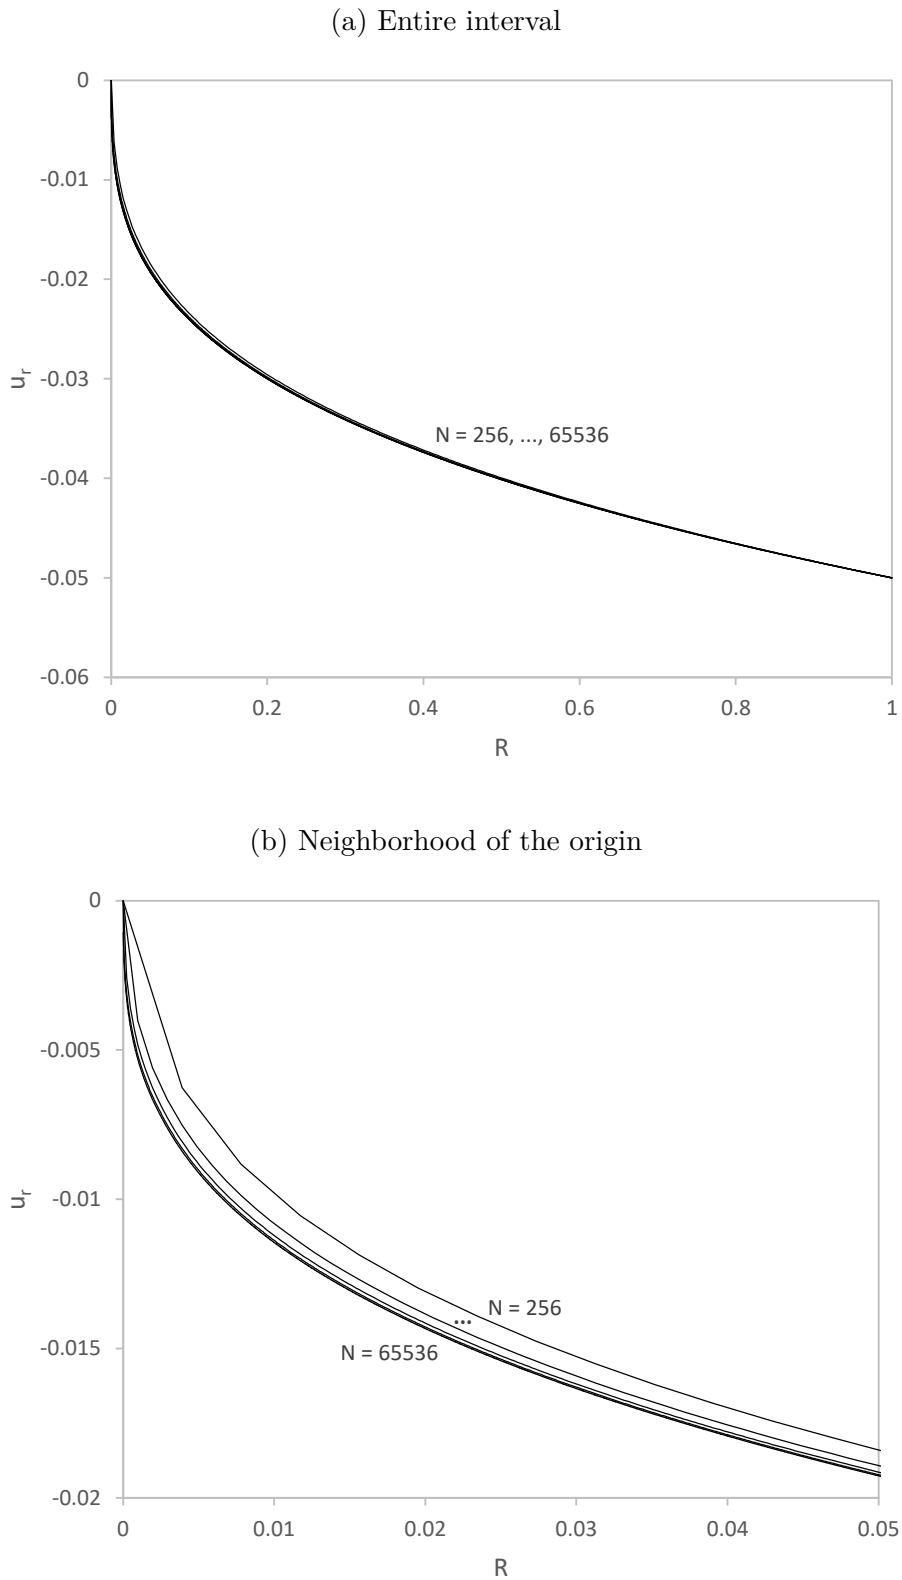 (a) Entire interval
0
-0.01
-0.02
-0.03
-0.04
-0.05
-0.06
u_r
N = 256, ..., 65536
0 0.2 0.4 0.6 0.8 1
R
(b) Neighborhood of the origin
0
-0.005
-0.01
-0.015
-0.02
u_r
N = 256
...
N = 65536
0 0.01 0.02 0.03 0.04 0.05
R